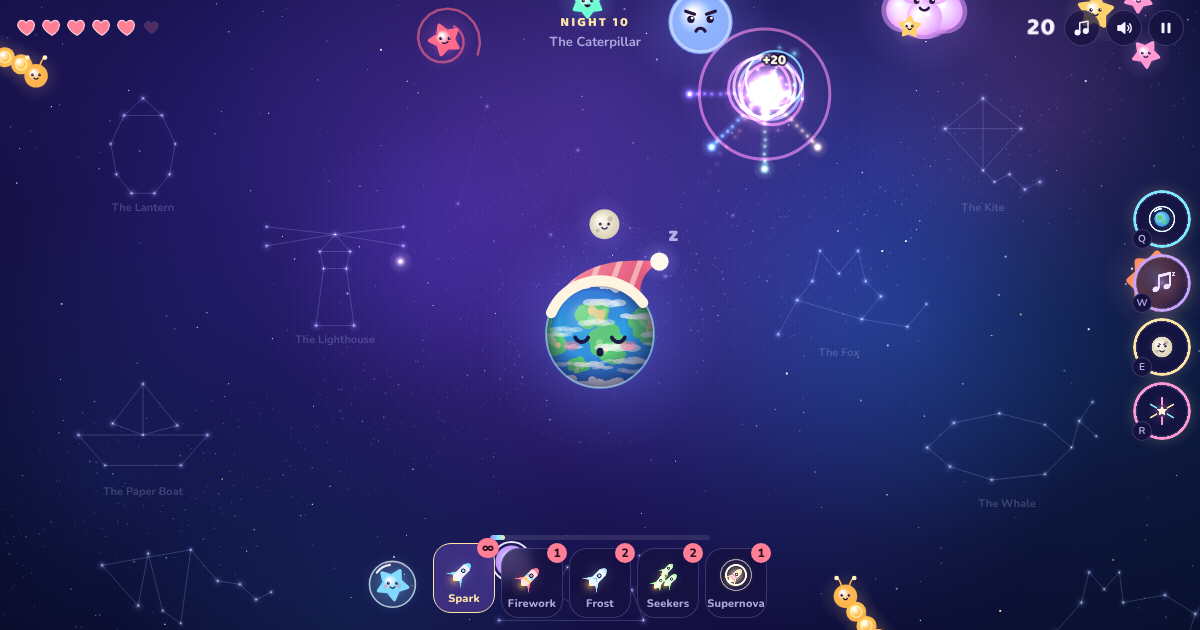 NIGHT 10
The Caterpillar
20
+20
The Lantern
The Kite
The Lighthouse
The Fox
The Paper Boat
The Whale
z
Q
W
E
R
∞
1
2
2
1
Spark
Firework
Frost
Seekers
Supernova